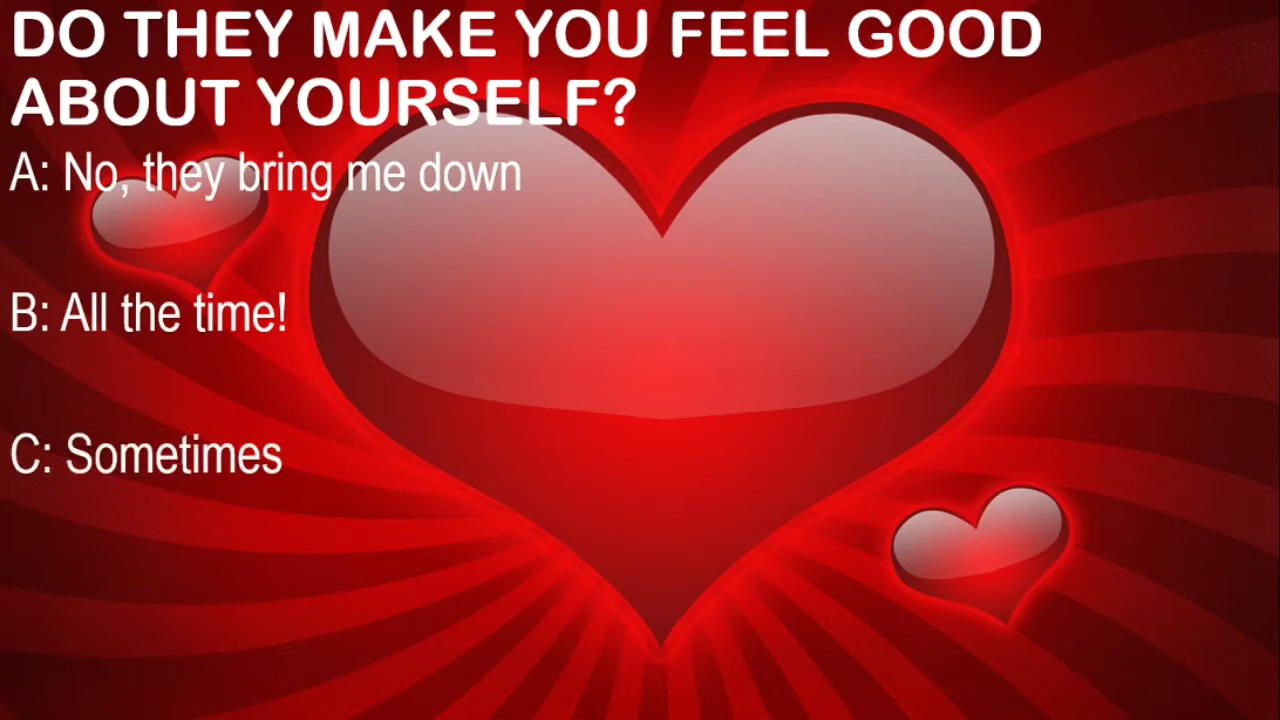 DO THEY MAKE YOU FEEL GOOD
ABOUT YOURSELF?
A: No, they bring me down
B: All the time!
C: Sometimes